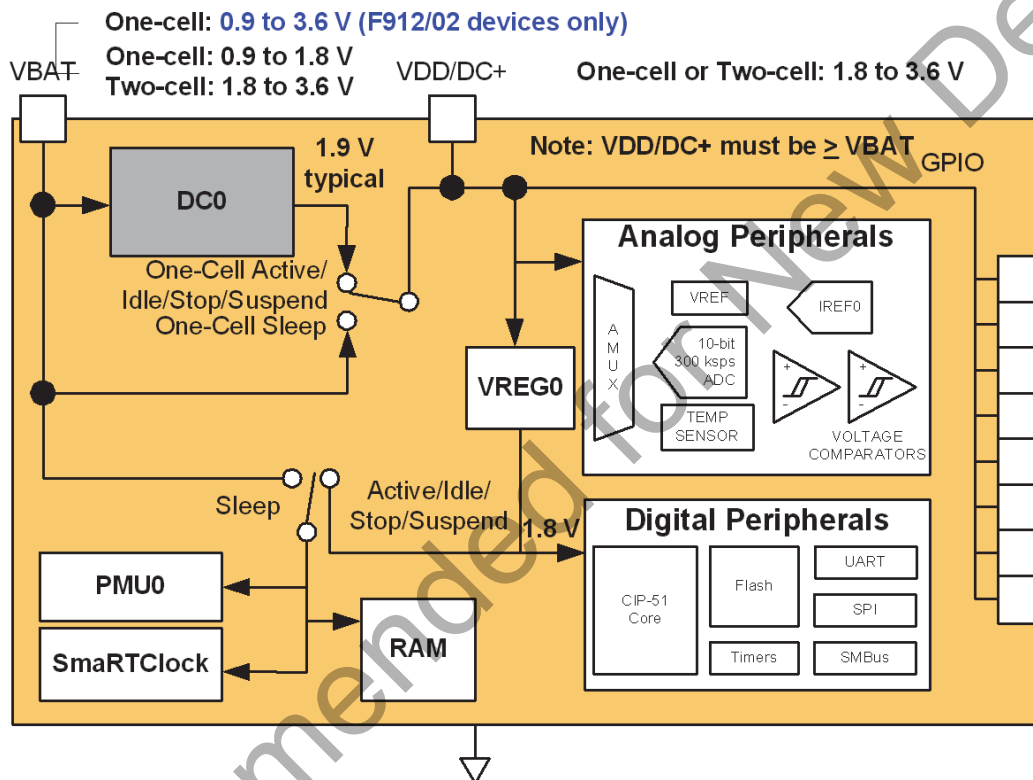 One-cell: 0.9 to 3.6 V (F912/02 devices only)
One-cell: 0.9 to 1.8 V
Two-cell: 1.8 to 3.6 V
VBAT
VDD/DC+
One-cell or Two-cell: 1.8 to 3.6 V
Note: VDD/DC+ must be ≥ VBAT
GPIO
1.9 V
typical
DC0
One-Cell Active/
Idle/Stop/Suspend
One-Cell Sleep
VREG0
Analog Peripherals
AMUX
VREF
IREF0
10-bit
300 ksps
ADC
TEMP
SENSOR
+
-
+
-
VOLTAGE
COMPARATORS
Sleep
Active/Idle/
Stop/Suspend
1.8 V
Digital Peripherals
CIP-51
Core
Flash
Timers
UART
SPI
SMBus
PMU0
SmaRTClock
RAM
mended for New De